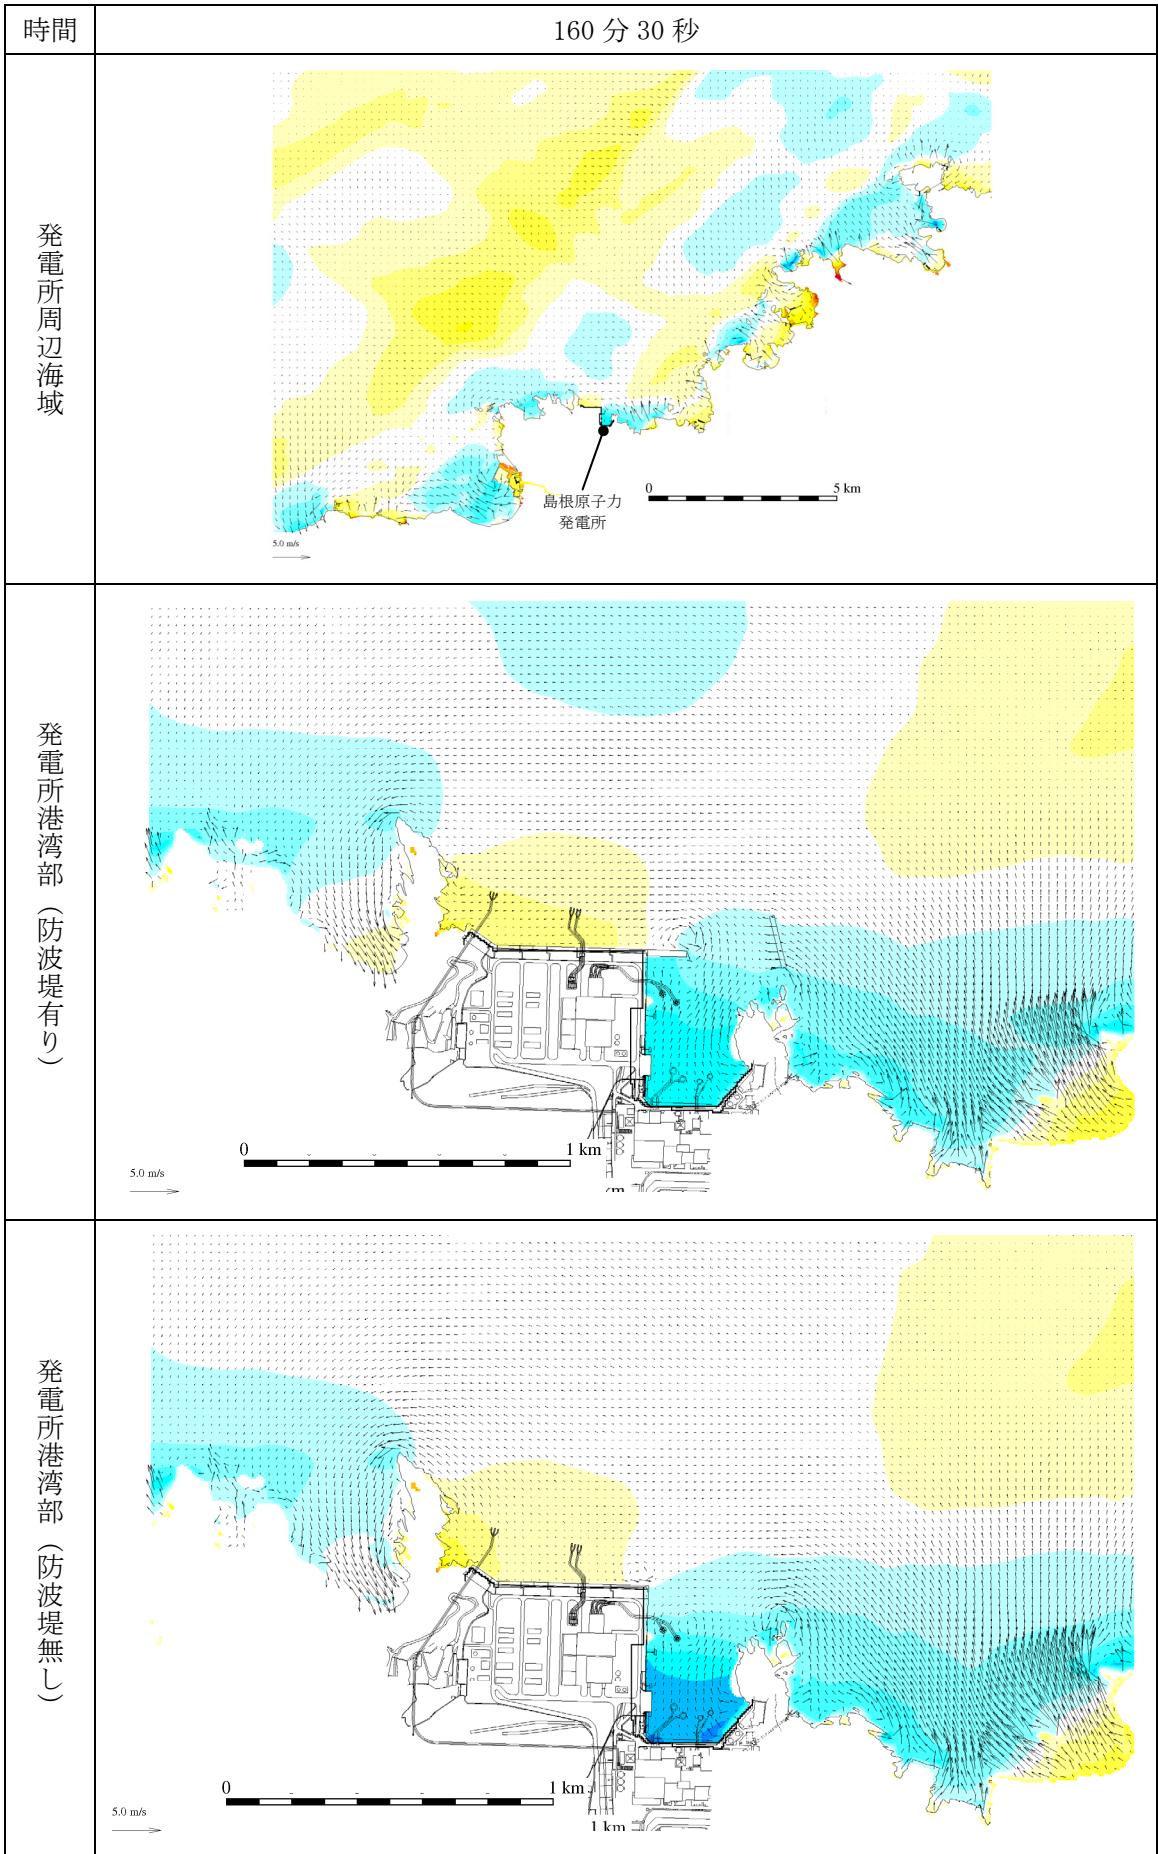 時間
160 分 30 秒
発電所周辺海域
島根原子力
発電所
0
5 km
5.0 m/s
発電所港湾部（防波堤有り）
0
1 km
5.0 m/s
発電所港湾部（防波堤無し）
0
1 km
5.0 m/s
1 km